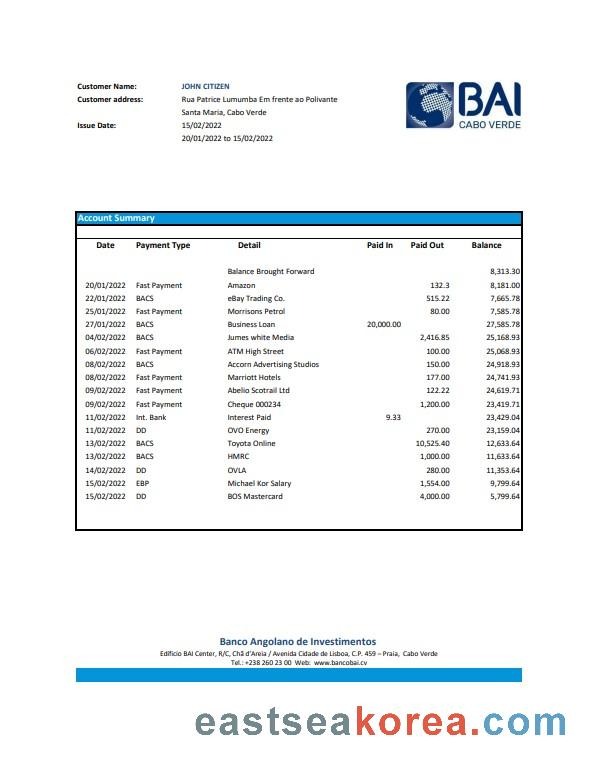 Customer Name: JOHN CITIZEN
Customer address: Rua Patrice Lumumba Em frente ao Polivante
Santa Maria, Cabo Verde
Issue Date: 15/02/2022
20/01/2022 to 15/02/2022
BAI
CABO VERDE
Account Summary
Date Payment Type Detail Paid In Paid Out Balance
Balance Brought Forward 8,313.30
20/01/2022 Fast Payment Amazon 132.3 8,181.00
22/01/2022 BACS eBay Trading Co. 515.22 7,665.78
25/01/2022 Fast Payment Morrisons Petrol 80.00 7,585.78
27/01/2022 BACS Business Loan 20,000.00 27,585.78
04/02/2022 BACS Jumes white Media 2,416.85 25,168.93
06/02/2022 Fast Payment ATM High Street 100.00 25,068.93
08/02/2022 BACS Accorn Advertising Studios 150.00 24,918.93
08/02/2022 Fast Payment Marriott Hotels 177.00 24,741.93
09/02/2022 Fast Payment Abelio Scotrail Ltd 122.22 24,619.71
09/02/2022 Fast Payment Cheque 000234 1,200.00 23,419.71
11/02/2022 Int. Bank Interest Paid 9.33 23,429.04
11/02/2022 DD OVO Energy 270.00 23,159.04
13/02/2022 BACS Toyota Online 10,525.40 12,633.64
13/02/2022 BACS HMRC 1,000.00 11,633.64
14/02/2022 DD OVLA 280.00 11,353.64
15/02/2022 EBP Michael Kor Salary 1,554.00 9,799.64
15/02/2022 DD BOS Mastercard 4,000.00 5,799.64
Banco Angolano de Investimentos
Edifício BAI Center, R/C, Chã d'Areia / Avenida Cidade de Lisboa, C.P. 459 – Praia, Cabo Verde
Tel.: +238 260 23 00 Web: www.bancobai.cv
eastseakorea.com